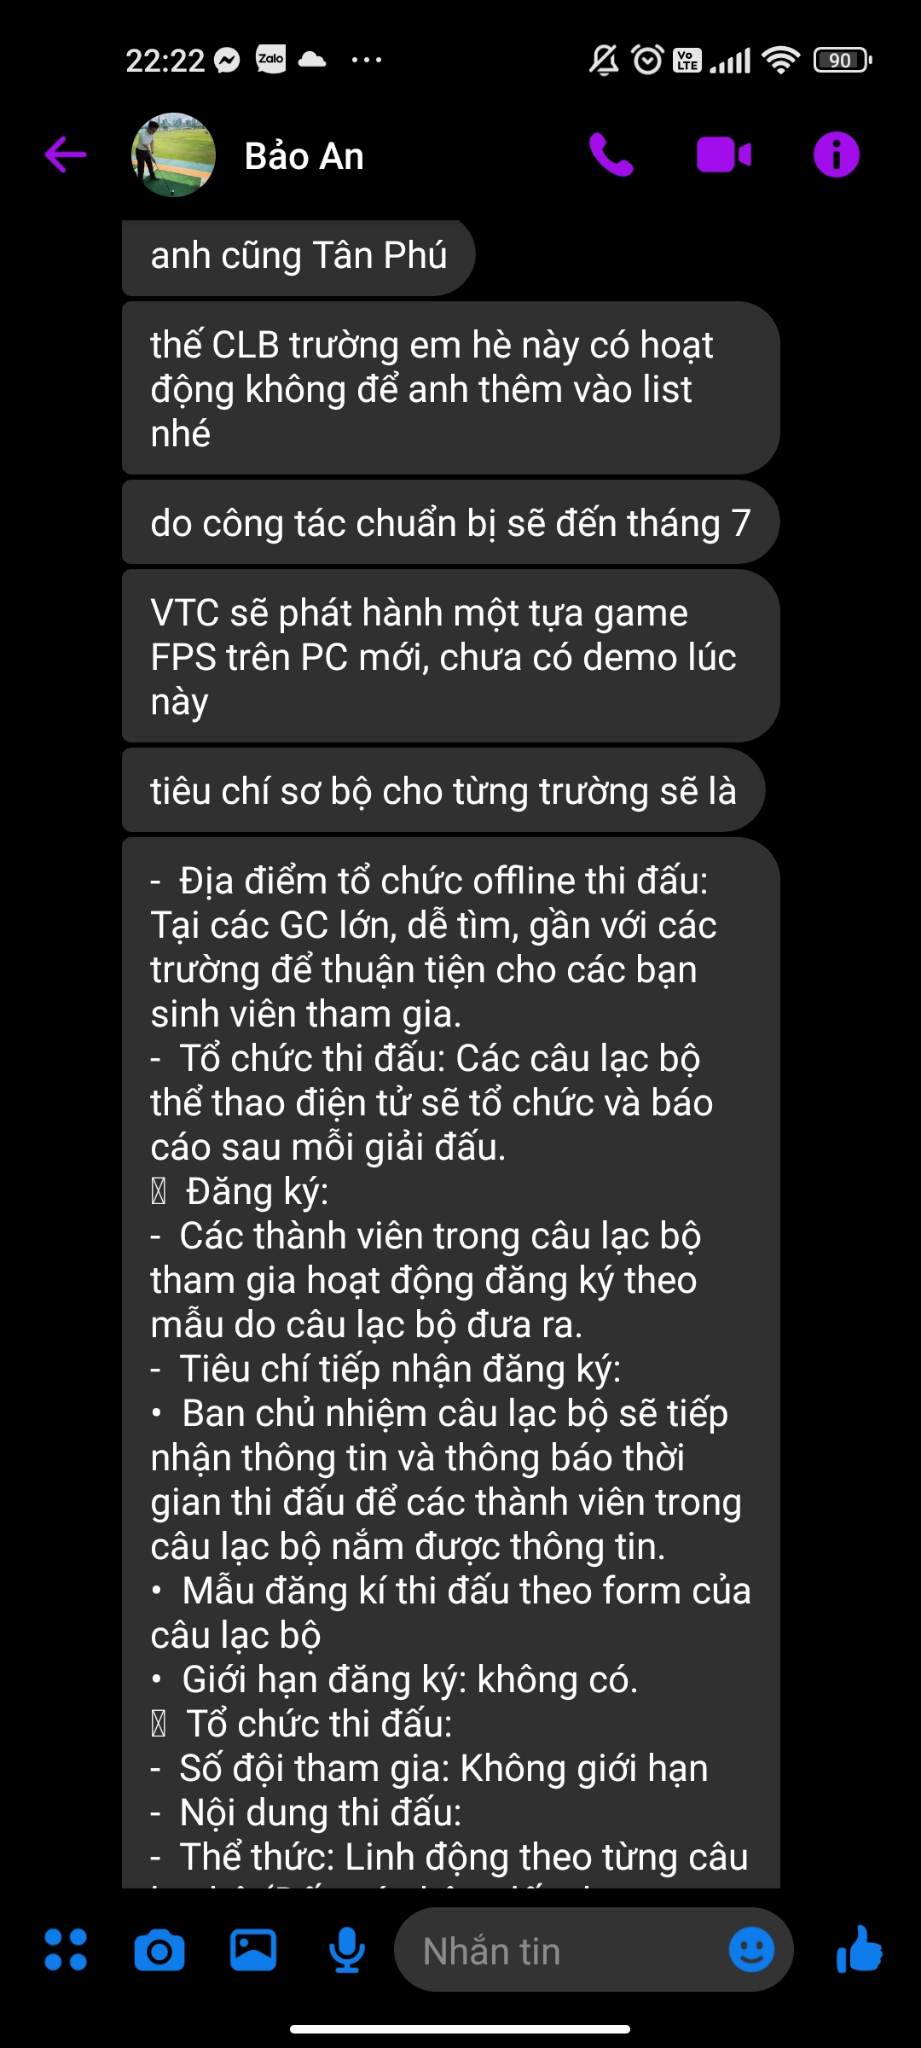 22:22 Zalo ... Vo LTE 90
Bảo An
anh cũng Tân Phú
thế CLB trường em hè này có hoạt
động không để anh thêm vào list
nhé
do công tác chuẩn bị sẽ đến tháng 7
VTC sẽ phát hành một tựa game
FPS trên PC mới, chưa có demo lúc
này
tiêu chí sơ bộ cho từng trường sẽ là
- Địa điểm tổ chức offline thi đấu:
Tại các GC lớn, dễ tìm, gần với các
trường để thuận tiện cho các bạn
sinh viên tham gia.
- Tổ chức thi đấu: Các câu lạc bộ
thể thao điện tử sẽ tổ chức và báo
cáo sau mỗi giải đấu.
Đăng ký:
- Các thành viên trong câu lạc bộ
tham gia hoạt động đăng ký theo
mẫu do câu lạc bộ đưa ra.
- Tiêu chí tiếp nhận đăng ký:
• Ban chủ nhiệm câu lạc bộ sẽ tiếp
nhận thông tin và thông báo thời
gian thi đấu để các thành viên trong
câu lạc bộ nắm được thông tin.
• Mẫu đăng kí thi đấu theo form của
câu lạc bộ
• Giới hạn đăng ký: không có.
Tổ chức thi đấu:
- Số đội tham gia: Không giới hạn
- Nội dung thi đấu:
- Thể thức: Linh động theo từng câu
Nhắn tin